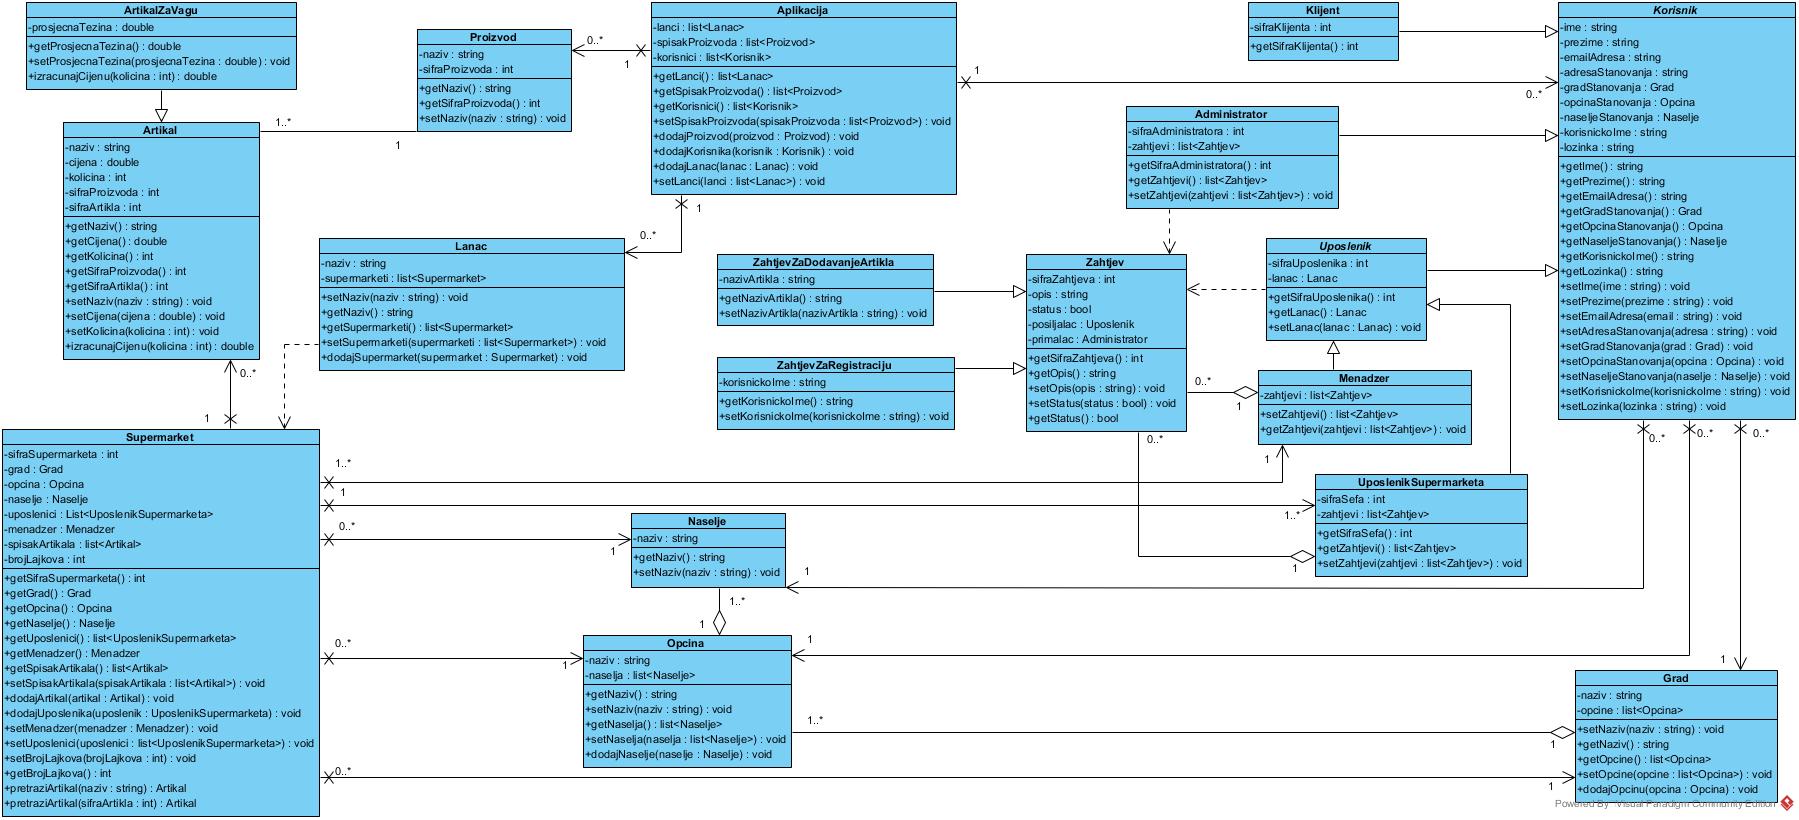 ArtikalZaVagu
-prosjecnaTezina : double
+getProsjecnaTezina() : double
+setProsjecnaTezina(prosjecnaTezina : double) : void
+izracunajCijenu(kolicina : int) : double
Proizvod
-naziv : string
-sifraProizvoda : int
+getNaziv() : string
+getSifraProizvoda() : int
+setNaziv(naziv : string) : void
0..*
1
Aplikacija
-lanci : list<Lanac>
-spisakProizvoda : list<Proizvod>
-korisnici : list<Korisnik>
+getLanci() : list<Lanac>
+getSpisakProizvoda() : list<Proizvod>
+getKorisnici() : list<Korisnik>
+setSpisakProizvoda(spisakProizvoda : list<Proizvod>) : void
+dodajProizvod(proizvod : Proizvod) : void
+dodajKorisnika(korisnik : Korisnik) : void
+dodajLanac(lanac : Lanac) : void
+setLanci(lanci : list<Lanac>) : void
1
0..*
Klijent
-sifraKlijenta : int
+getSifraKlijenta() : int
Korisnik
-ime : string
-prezime : string
-emailAdresa : string
-adresaStanovanja : string
-gradStanovanja : Grad
-opcinaStanovanja : Opcina
-naseljeStanovanja : Naselje
-korisnickoIme : string
-lozinka : string
+getIme() : string
+getPrezime() : string
+getEmailAdresa() : string
+getGradStanovanja() : Grad
+getOpcinaStanovanja() : Opcina
+getNaseljeStanovanja() : Naselje
+getKorisnickoIme() : string
+getLozinka() : string
+setIme(ime : string) : void
+setPrezime(prezime : string) : void
+setEmailAdresa(email : string) : void
+setAdresaStanovanja(adresa : string) : void
+setGradStanovanja(grad : Grad) : void
+setOpcinaStanovanja(opcina : Opcina) : void
+setNaseljeStanovanja(naselje : Naselje) : void
+setKorisnickoIme(korisnickoIme : string) : void
+setLozinka(lozinka : string) : void
Administrator
-sifraAdministratora : int
-zahtjevi : list<Zahtjev>
+getSifraAdministratora() : int
+getZahtjevi() : list<Zahtjev>
+setZahtjevi(zahtjevi : list<Zahtjev>) : void
Artikal
-naziv : string
-cijena : double
-kolicina : int
-sifraProizvoda : int
-sifraArtikla : int
+getNaziv() : string
+getCijena() : double
+getKolicina() : int
+getSifraProizvoda() : int
+getSifraArtikla() : int
+setNaziv(naziv : string) : void
+setCijena(cijena : double) : void
+setKolicina(kolicina : int) : void
+izracunajCijenu(kolicina : int) : double
1..*
1
0..*
1
1
0..*
Lanac
-naziv : string
-supermarketi : list<Supermarket>
+setNaziv(naziv : string) : void
+getNaziv() : string
+getSupermarketi() : list<Supermarket>
+setSupermarketi(supermarketi : list<Supermarket>) : void
+dodajSupermarket(supermarket : Supermarket) : void
ZahtjevZaDodavanjeArtikla
-nazivArtikla : string
+getNazivArtikla() : string
+setNazivArtikla(nazivArtikla : string) : void
ZahtjevZaRegistraciju
-korisnickoIme : string
+getKorisnickoIme() : string
+setKorisnickoIme(korisnickoIme : string) : void
Zahtjev
-sifraZahtjeva : int
-opis : string
-status : bool
-posiljalac : Uposlenik
-primalac : Administrator
+getSifraZahtjeva() : int
+getOpis() : string
+setOpis(opis : string) : void
+setStatus(status : bool) : void
+getStatus() : bool
0..*
1
0..*
Uposlenik
-sifraUposlenika : int
-lanac : Lanac
+getSifraUposlenika() : int
+getLanac() : Lanac
+setLanac(lanac : Lanac) : void
Menadzer
-zahtjevi : list<Zahtjev>
+setZahtjevi() : list<Zahtjev>
+getZahtjevi(zahtjevi : list<Zahtjev>) : void
1
UposlenikSupermarketa
-sifraSefa : int
-zahtjevi : list<Zahtjev>
+getSifraSefa() : int
+getZahtjevi() : list<Zahtjev>
+setZahtjevi(zahtjevi : list<Zahtjev>) : void
1..*
1
0..*
0..*
0..*
Supermarket
-sifraSupermarketa : int
-grad : Grad
-opcina : Opcina
-naselje : Naselje
-uposlenici : List<UposlenikSupermarketa>
-menadzer : Menadzer
-spisakArtikala : list<Artikal>
-brojLajkova : int
+getSifraSupermarketa() : int
+getGrad() : Grad
+getOpcina() : Opcina
+getNaselje() : Naselje
+getUposlenici() : list<UposlenikSupermarketa>
+getMenadzer() : Menadzer
+getSpisakArtikala() : list<Artikal>
+setSpisakArtikala(spisakArtikala : list<Artikal>) : void
+dodajArtikal(artikal : Artikal) : void
+dodajUposlenika(uposlenik : UposlenikSupermarketa) : void
+setMenadzer(menadzer : Menadzer) : void
+setUposlenici(uposlenici : list<UposlenikSupermarketa>) : void
+setBrojLajkova(brojLajkova : int) : void
+getBrojLajkova() : int
+pretraziArtikal(naziv : string) : Artikal
+pretraziArtikal(sifraArtikla : int) : Artikal
1..*
1
0..*
0..*
0..*
1
Naselje
-naziv : string
+getNaziv() : string
+setNaziv(naziv : string) : void
1
1..*
1
Opcina
-naziv : string
-naselja : list<Naselje>
+getNaziv() : string
+setNaziv(naziv : string) : void
+getNaselja() : list<Naselje>
+setNaselja(naselja : list<Naselje>) : void
+dodajNaselje(naselje : Naselje) : void
1
1
1..*
1
1
1
Grad
-naziv : string
-opcine : list<Opcina>
+setNaziv(naziv : string) : void
+getNaziv() : string
+getOpcine() : list<Opcina>
+setOpcine(opcine : list<Opcina>) : void
+dodajOpcinu(opcina : Opcina) : void
Powered By Visual Paradigm Community Edition